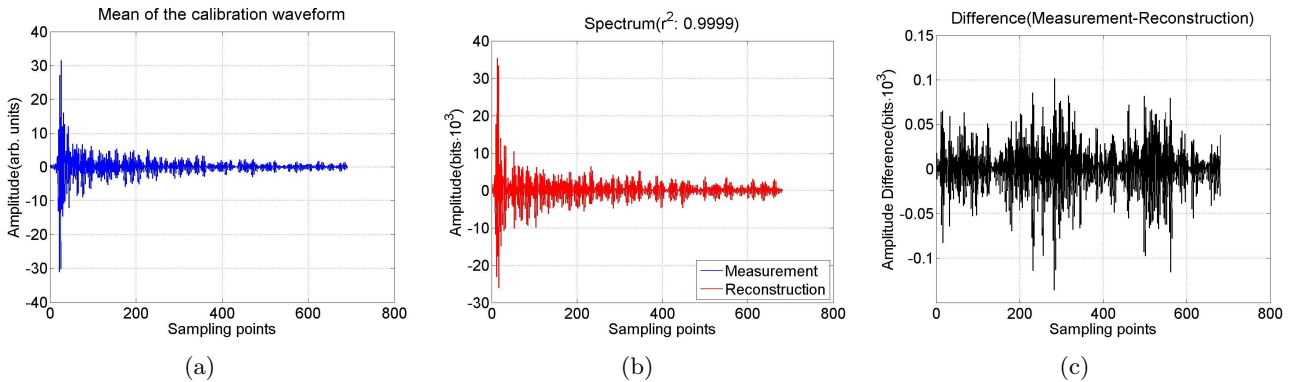 Mean of the calibration waveform
40
30
20
10
0
-10
-20
-30
-40
0 200 400 600 800
Amplitude(arb. units)
Sampling points
(a)
Spectrum(r²: 0.9999)
40
30
20
10
0
-10
-20
-30
0 200 400 600 800
Amplitude(bits·10³)
Measurement
Reconstruction
Sampling points
(b)
Difference(Measurement-Reconstruction)
0.15
0.1
0.05
0
-0.05
-0.1
0 200 400 600 800
Amplitude Difference(bits·10³)
Sampling points
(c)